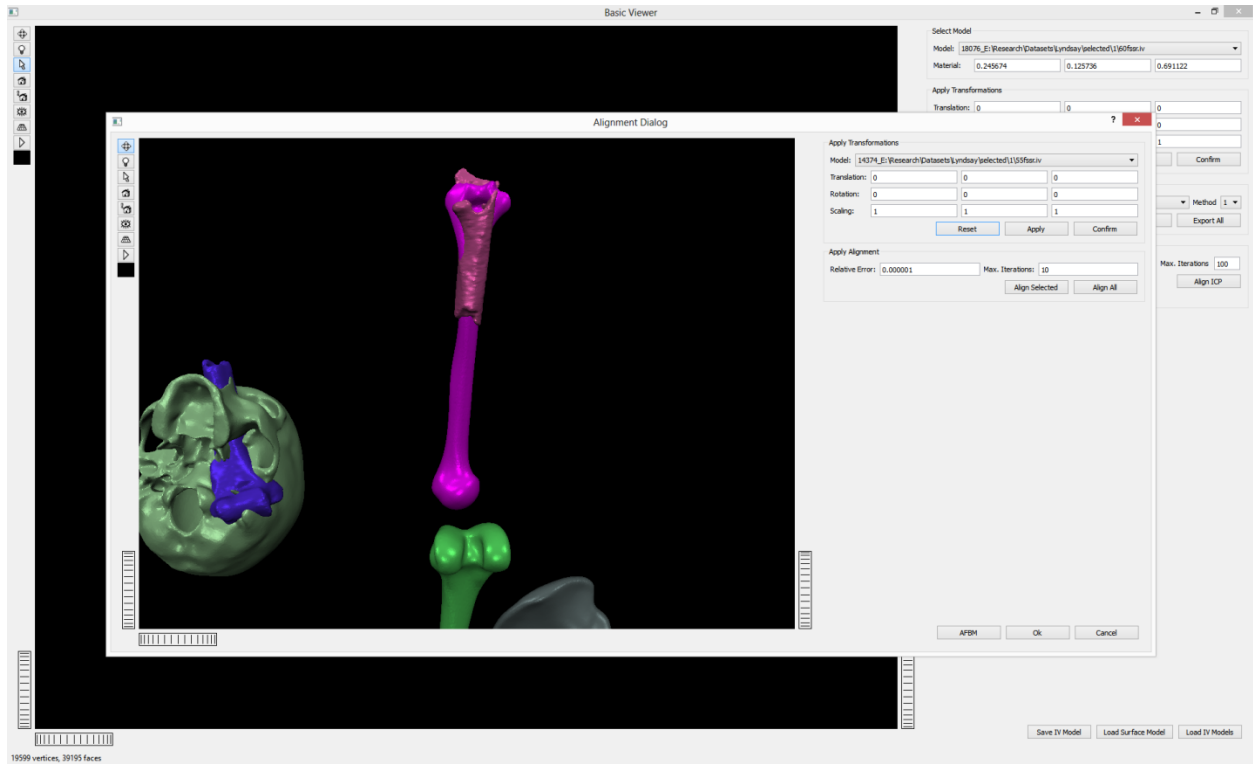 Basic Viewer
Select Model
Model: 18076_E:\Research\Datasets\Lyndsay\selected\1\60fssr.iv
Material: 0.245674 0.125736 0.691122
Apply Transformations
Translation: 0 0 0
0
1
Confirm
Method 1
Export All
Max. Iterations 100
Align ICP
Alignment Dialog ?
Apply Transformations
Model: 14374_E:\Research\Datasets\Lyndsay\selected\1\55fssr.iv
Translation: 0 0 0
Rotation: 0 0 0
Scaling: 1 1 1
Reset Apply Confirm
Apply Alignment
Relative Error: 0.000001 Max. Iterations: 10
Align Selected Align All
AFBM Ok Cancel
Save IV Model Load Surface Model Load IV Models
19599 vertices, 39195 faces